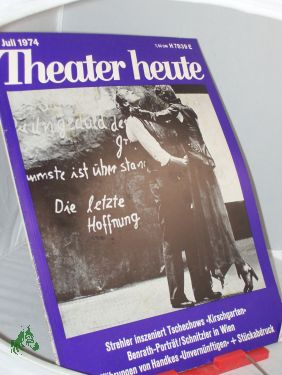 Juli 1974
H 7839 E
Theater heute
ist über
Die letzte
Hoffnung
Strehler inszeniert Tschechows «Kirschgarten»
Benrath-Porträt/Schnitzler in Wien
führungen von Handkes «Unvernünftigen» + Stückabdruck